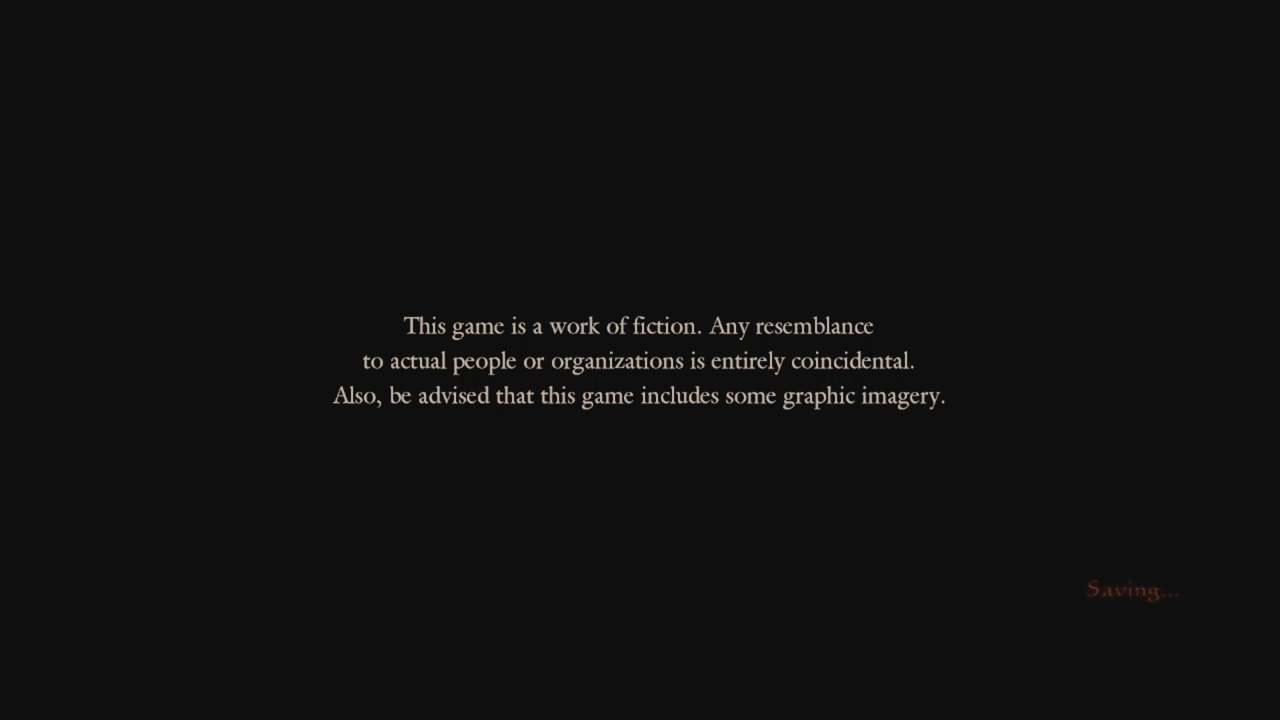 This game is a work of fiction. Any resemblance
to actual people or organizations is entirely coincidental.
Also, be advised that this game includes some graphic imagery.
Saving...